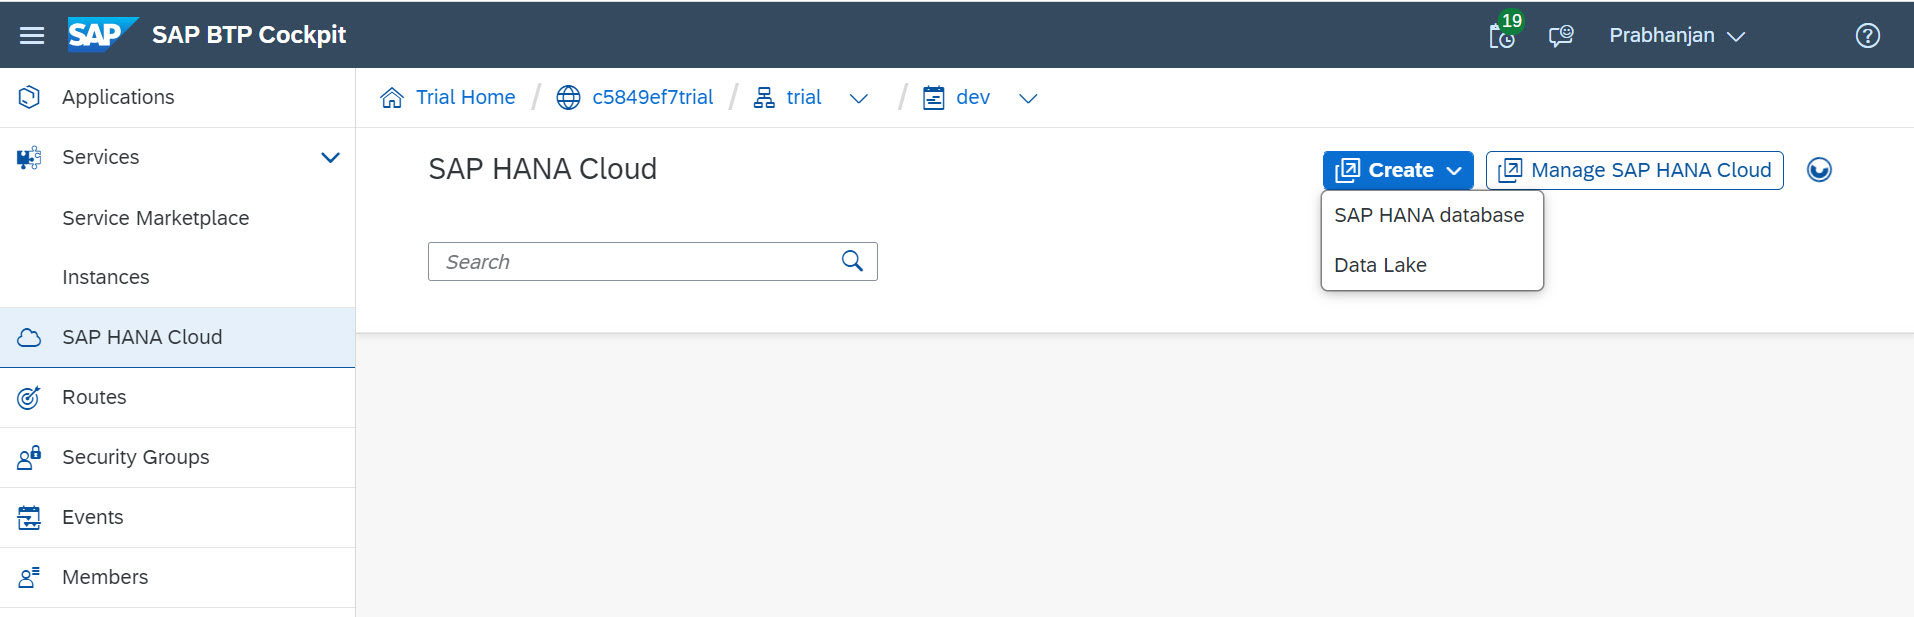 SAP SAP BTP Cockpit 19 Prabhanjan
Applications
Services
Service Marketplace
Instances
SAP HANA Cloud
Routes
Security Groups
Events
Members
Trial Home / c5849ef7trial / trial / dev
SAP HANA Cloud
Create
Manage SAP HANA Cloud
SAP HANA database
Data Lake
Search